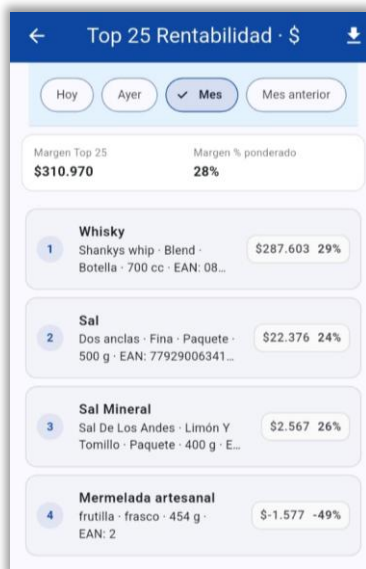 Top 25 Rentabilidad · $
Hoy
Ayer
Mes
Mes anterior
Margen Top 25
Margen % ponderado
$310.970
28%
1
Whisky
Shankys whip · Blend ·
Botella · 700 cc · EAN: 08...
$287.603 29%
2
Sal
Dos anclas · Fina · Paquete ·
500 g · EAN: 77929006341...
$22.376 24%
3
Sal Mineral
Sal De Los Andes · Limón Y
Tomillo · Paquete · 400 g · E...
$2.567 26%
4
Mermelada artesanal
frutilla · frasco · 454 g ·
EAN: 2
$-1.577 -49%